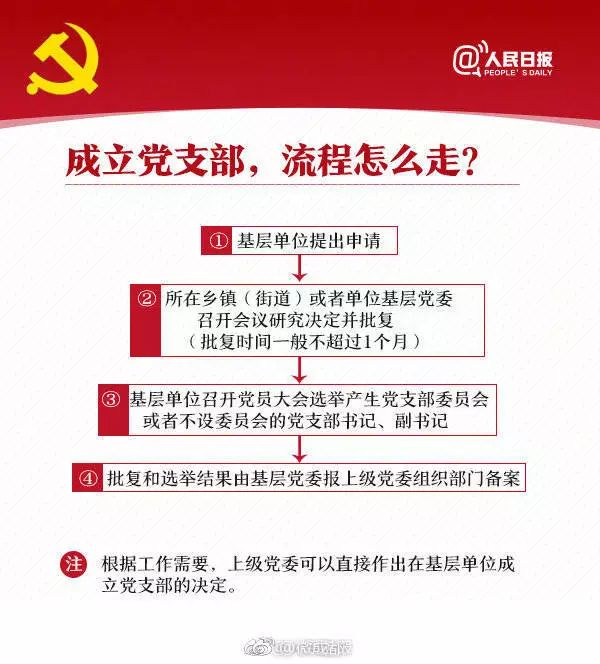 @人民日报
PEOPLE'S DAILY
成立党支部，流程怎么走？
① 基层单位提出申请
② 所在乡镇（街道）或者单位基层党委
召开会议研究决定并批复
（批复时间一般不超过1个月）
③ 基层单位召开党员大会选举产生党支部委员会
或者不设委员会的党支部书记、副书记
④ 批复和选举结果由基层党委报上级党委组织部门备案
注 根据工作需要，上级党委可以直接作出在基层单位成
立党支部的决定。